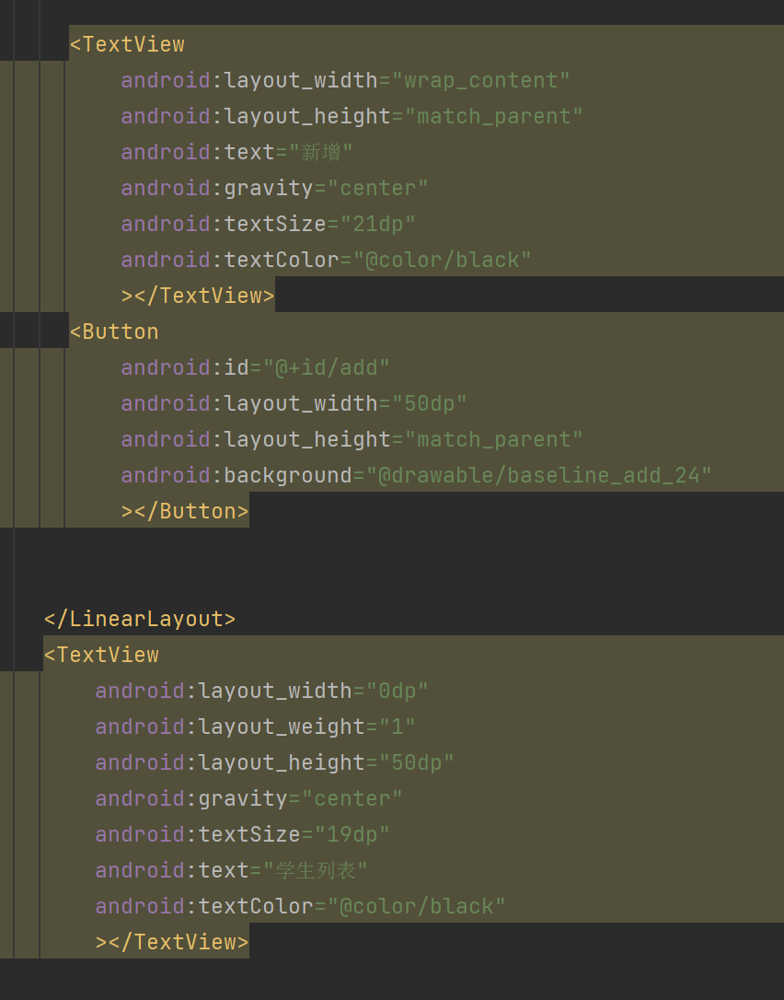 <TextView
android:layout_width="wrap_content"
android:layout_height="match_parent"
android:text="新增"
android:gravity="center"
android:textSize="21dp"
android:textColor="@color/black"
></TextView>
<Button
android:id="@+id/add"
android:layout_width="50dp"
android:layout_height="match_parent"
android:background="@drawable/baseline_add_24"
></Button>
</LinearLayout>
<TextView
android:layout_width="0dp"
android:layout_weight="1"
android:layout_height="50dp"
android:gravity="center"
android:textSize="19dp"
android:text="学生列表"
android:textColor="@color/black"
></TextView>